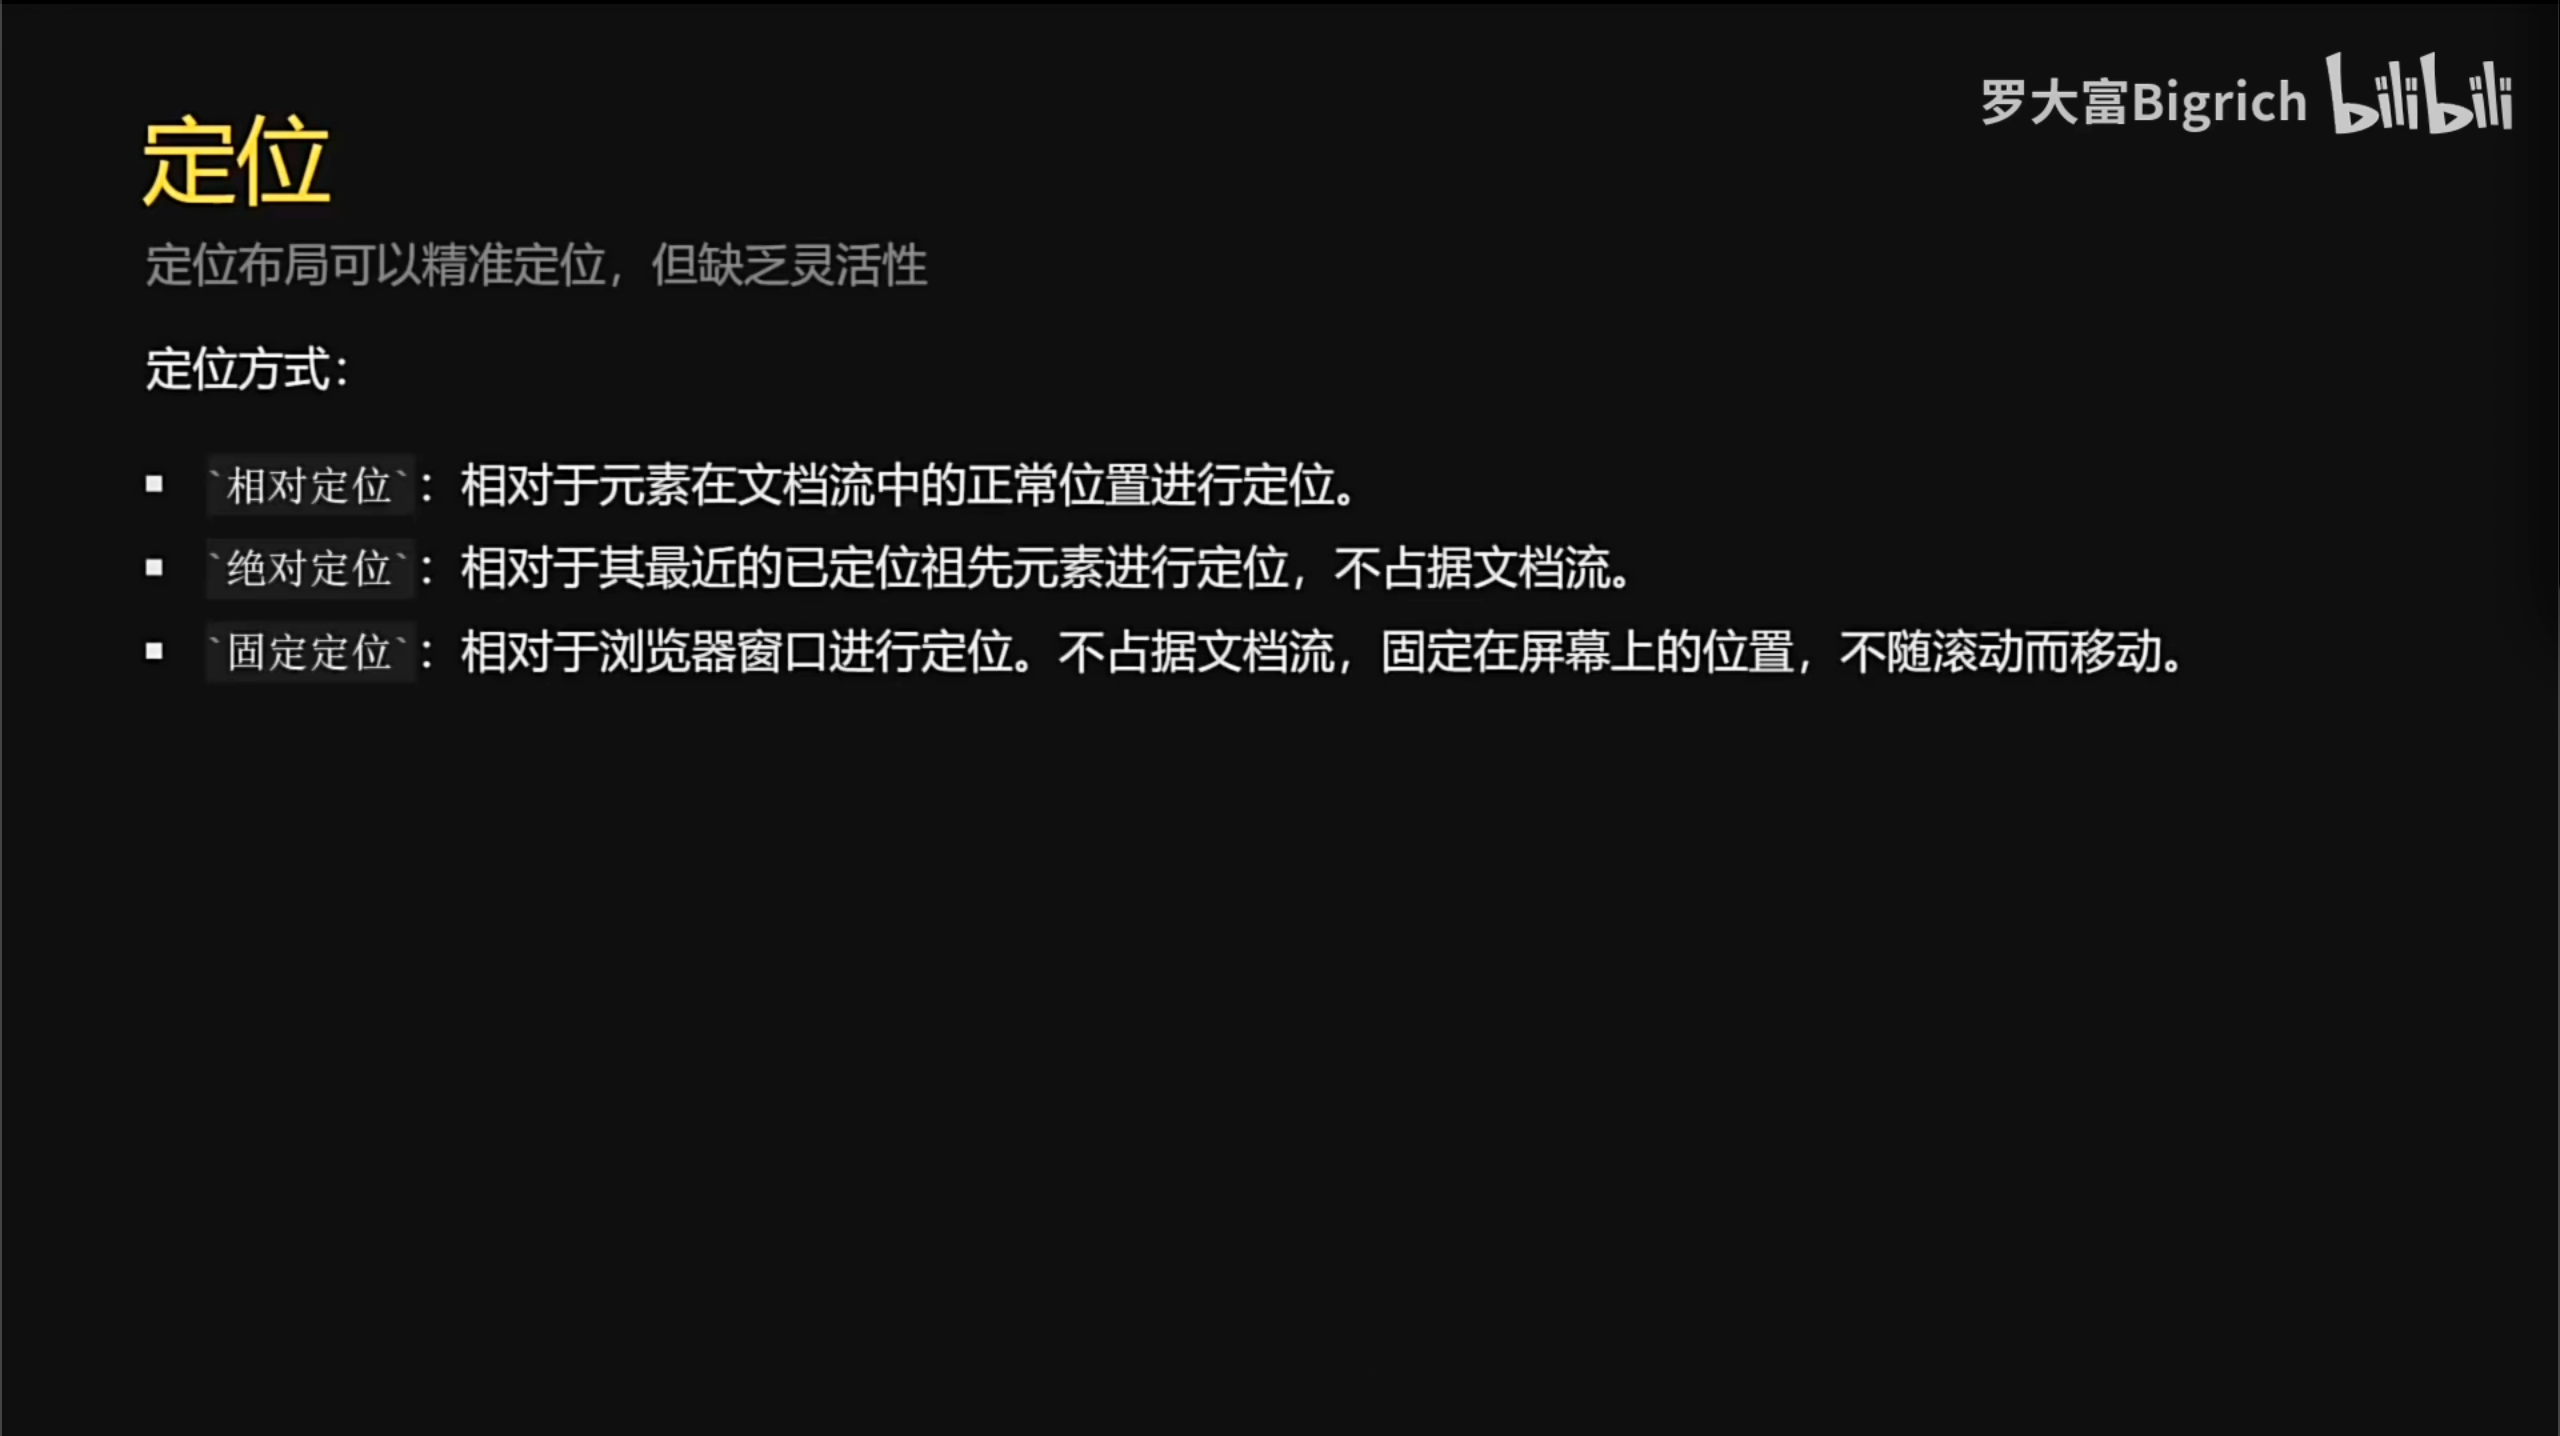 罗大富Bigrich bilibili
定位
定位布局可以精准定位，但缺乏灵活性
定位方式：
▪ `相对定位`：相对于元素在文档流中的正常位置进行定位。
▪ `绝对定位`：相对于其最近的已定位祖先元素进行定位，不占据文档流。
▪ `固定定位`：相对于浏览器窗口进行定位。不占据文档流，固定在屏幕上的位置，不随滚动而移动。